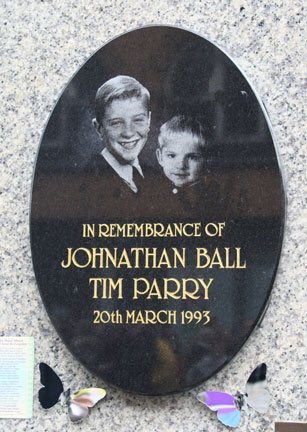 IN REMEMBRANCE OF
JOHNATHAN BALL
TIM PARRY
20th MARCH 1993